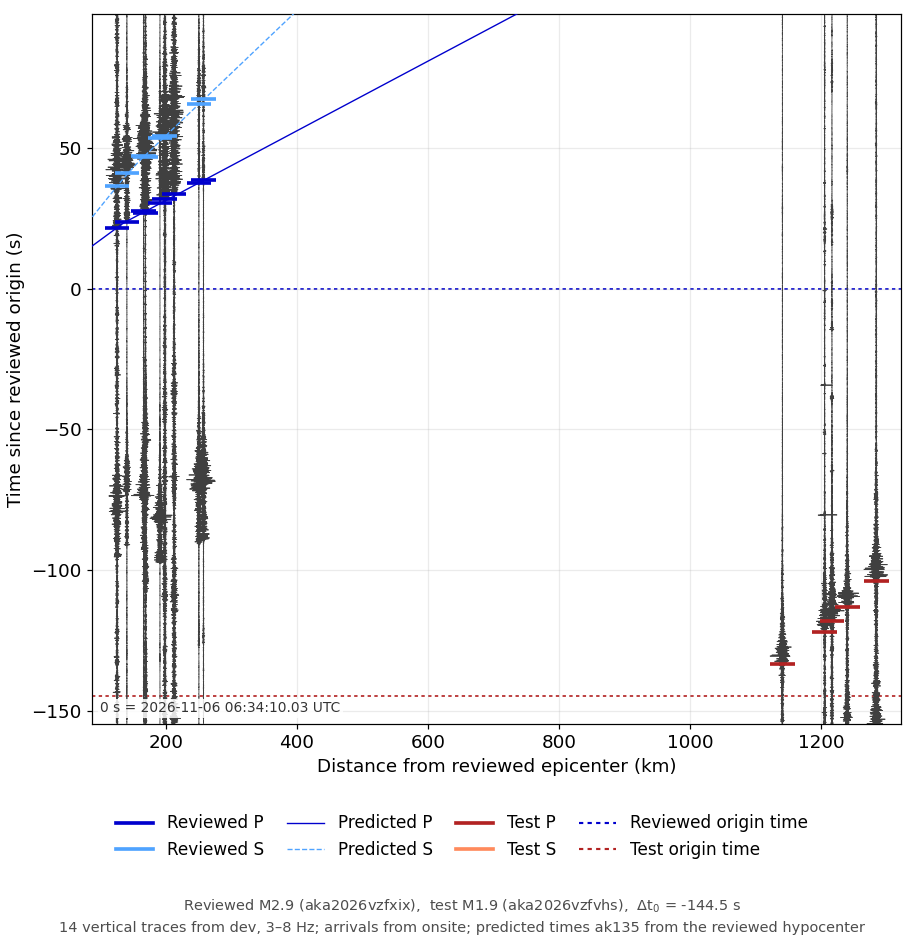 50
0
−50
−100
−150
Time since reviewed origin (s)
0 s = 2026-11-06 06:34:10.03 UTC
200 400 600 800 1000 1200
Distance from reviewed epicenter (km)
Reviewed P Predicted P Test P Reviewed origin time
Reviewed S Predicted S Test S Test origin time
Reviewed M2.9 (aka2026vzfxix), test M1.9 (aka2026vzfvhs), Δt₀ = -144.5 s
14 vertical traces from dev, 3–8 Hz; arrivals from onsite; predicted times ak135 from the reviewed hypocenter